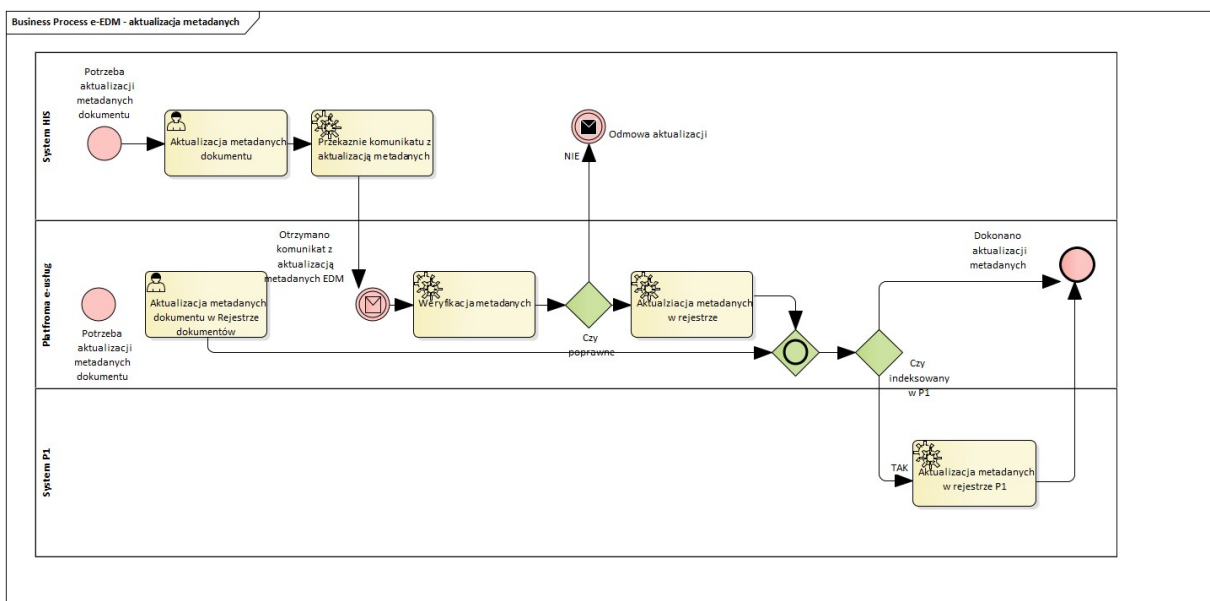 Business Process e-EDM - aktualizacja metadanych
System HIS
Potrzeba
aktualizacji
metadanych
dokumentu
Aktualizacja metadanych
dokumentu
Przekaznie komunikatu z
aktualizacją metadanych
Odmowa aktualizacji
NIE
Platfroma e-usług
Potrzeba
aktualizacji
metadanych
dokumentu
Aktualizacja metadanych
dokumentu w Rejestrze
dokumentów
Otrzymano
komunikat z
aktualizacją
metadanych EDM
Weryfikacja metadanych
Czy
poprawne
Aktualziacja metadanych
w rejestrze
Czy
indeksowany
w P1
Dokonano
aktualizacji
metadanych
System P1
TAK
Aktualizacja metadanych
w rejestrze P1